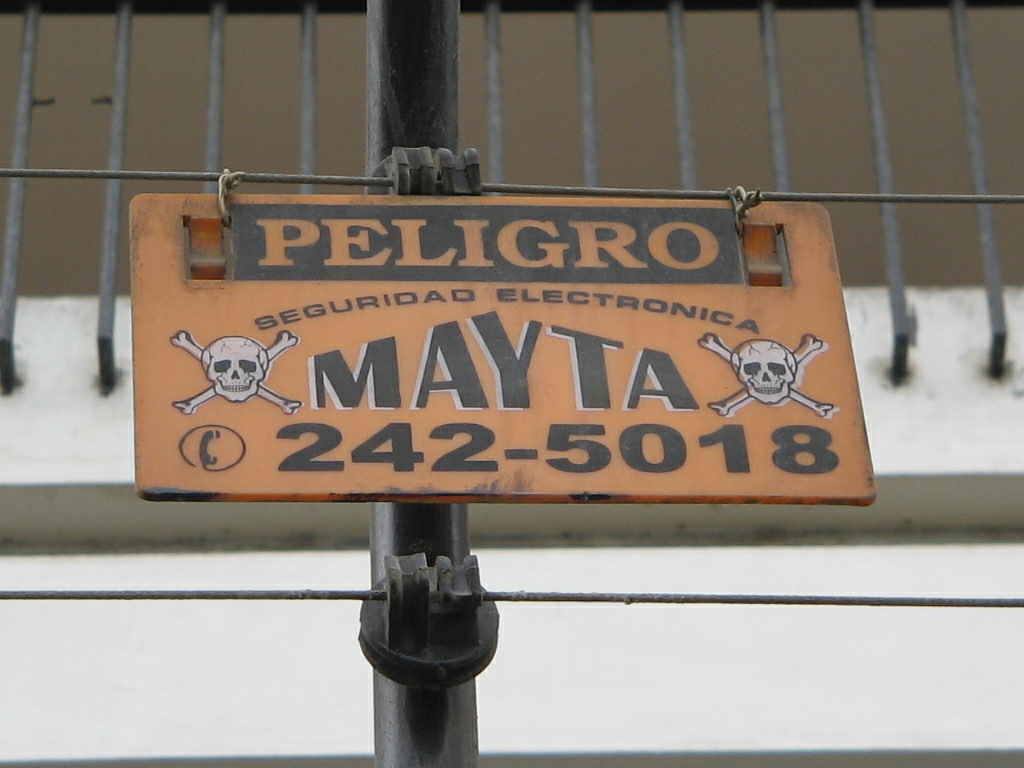 PELIGRO
SEGURIDAD ELECTRONICA
MAYTA
242-5018